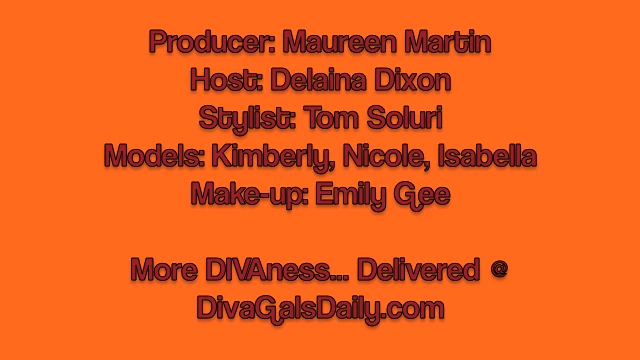 Producer: Maureen Martin
Host: Delaina Dixon
Stylist: Tom Soluri
Models: Kimberly, Nicole, Isabella
Make-up: Emily Gee
More DIVAness... Delivered @
DivaGalsDaily.com